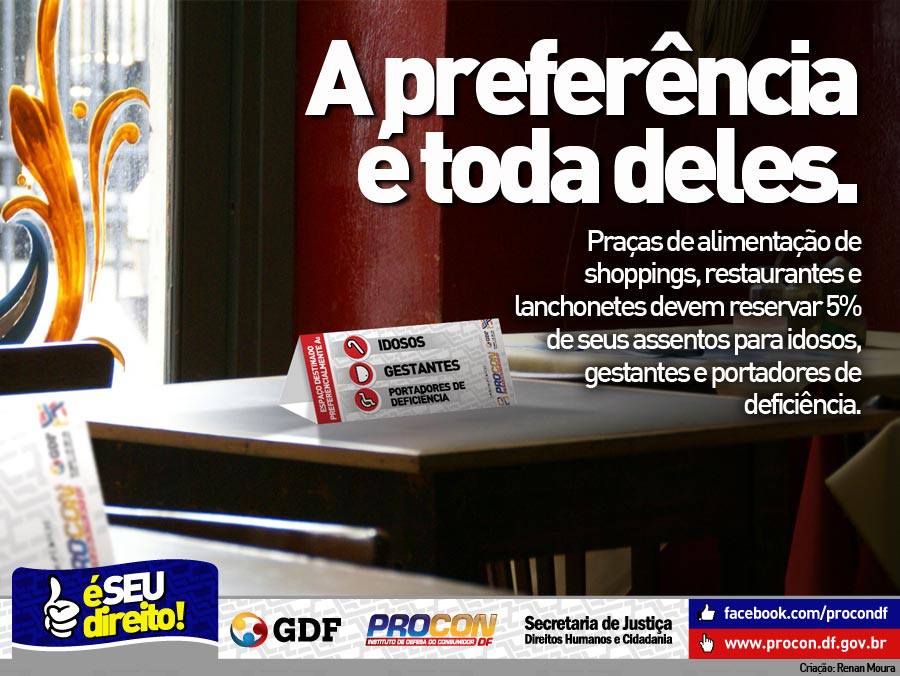 A preferência
é toda deles.
Praças de alimentação de
shoppings, restaurantes e
lanchonetes devem reservar 5%
de seus assentos para idosos,
gestantes e portadores de
deficiência.
ESPAÇO DESTINADO
PREFERENCIALMENTE A:
IDOSOS
GESTANTES
PORTADORES DE
DEFICIÊNCIA
PROCON
GDF
PROCON
GDF
é SEU
direito!
GDF
PROCON
INSTITUTO DE DEFESA DO CONSUMIDOR DF
Secretaria de Justiça
Direitos Humanos e Cidadania
facebook.com/procondf
www.procon.df.gov.br
Criação: Renan Moura